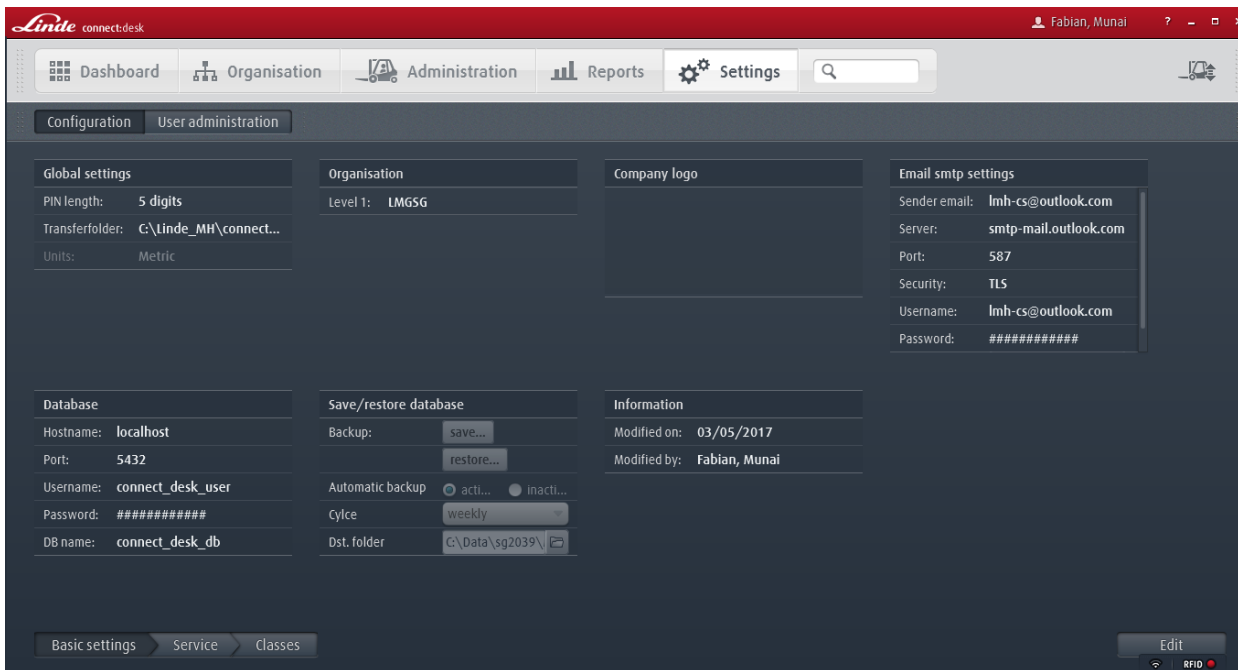 Linde connect:desk
Fabian, Munai
? 
Dashboard
Organisation
Administration
Reports
Settings
Configuration
User administration
Global settings
PIN length: 5 digits
Transferfolder: C:\Linde_MH\connect...
Units: Metric
Organisation
Level 1: LMGSG
Company logo
Email smtp settings
Sender email: lmh-cs@outlook.com
Server: smtp-mail.outlook.com
Port: 587
Security: TLS
Username: lmh-cs@outlook.com
Password: ############
Database
Hostname: localhost
Port: 5432
Username: connect_desk_user
Password: ############
DB name: connect_desk_db
Save/restore database
Backup: save...
restore...
Automatic backup acti... inacti...
Cylce weekly
Dst. folder C:\Data\sg2039\
Information
Modified on: 03/05/2017
Modified by: Fabian, Munai
Basic settings
Service
Classes
Edit
RFID